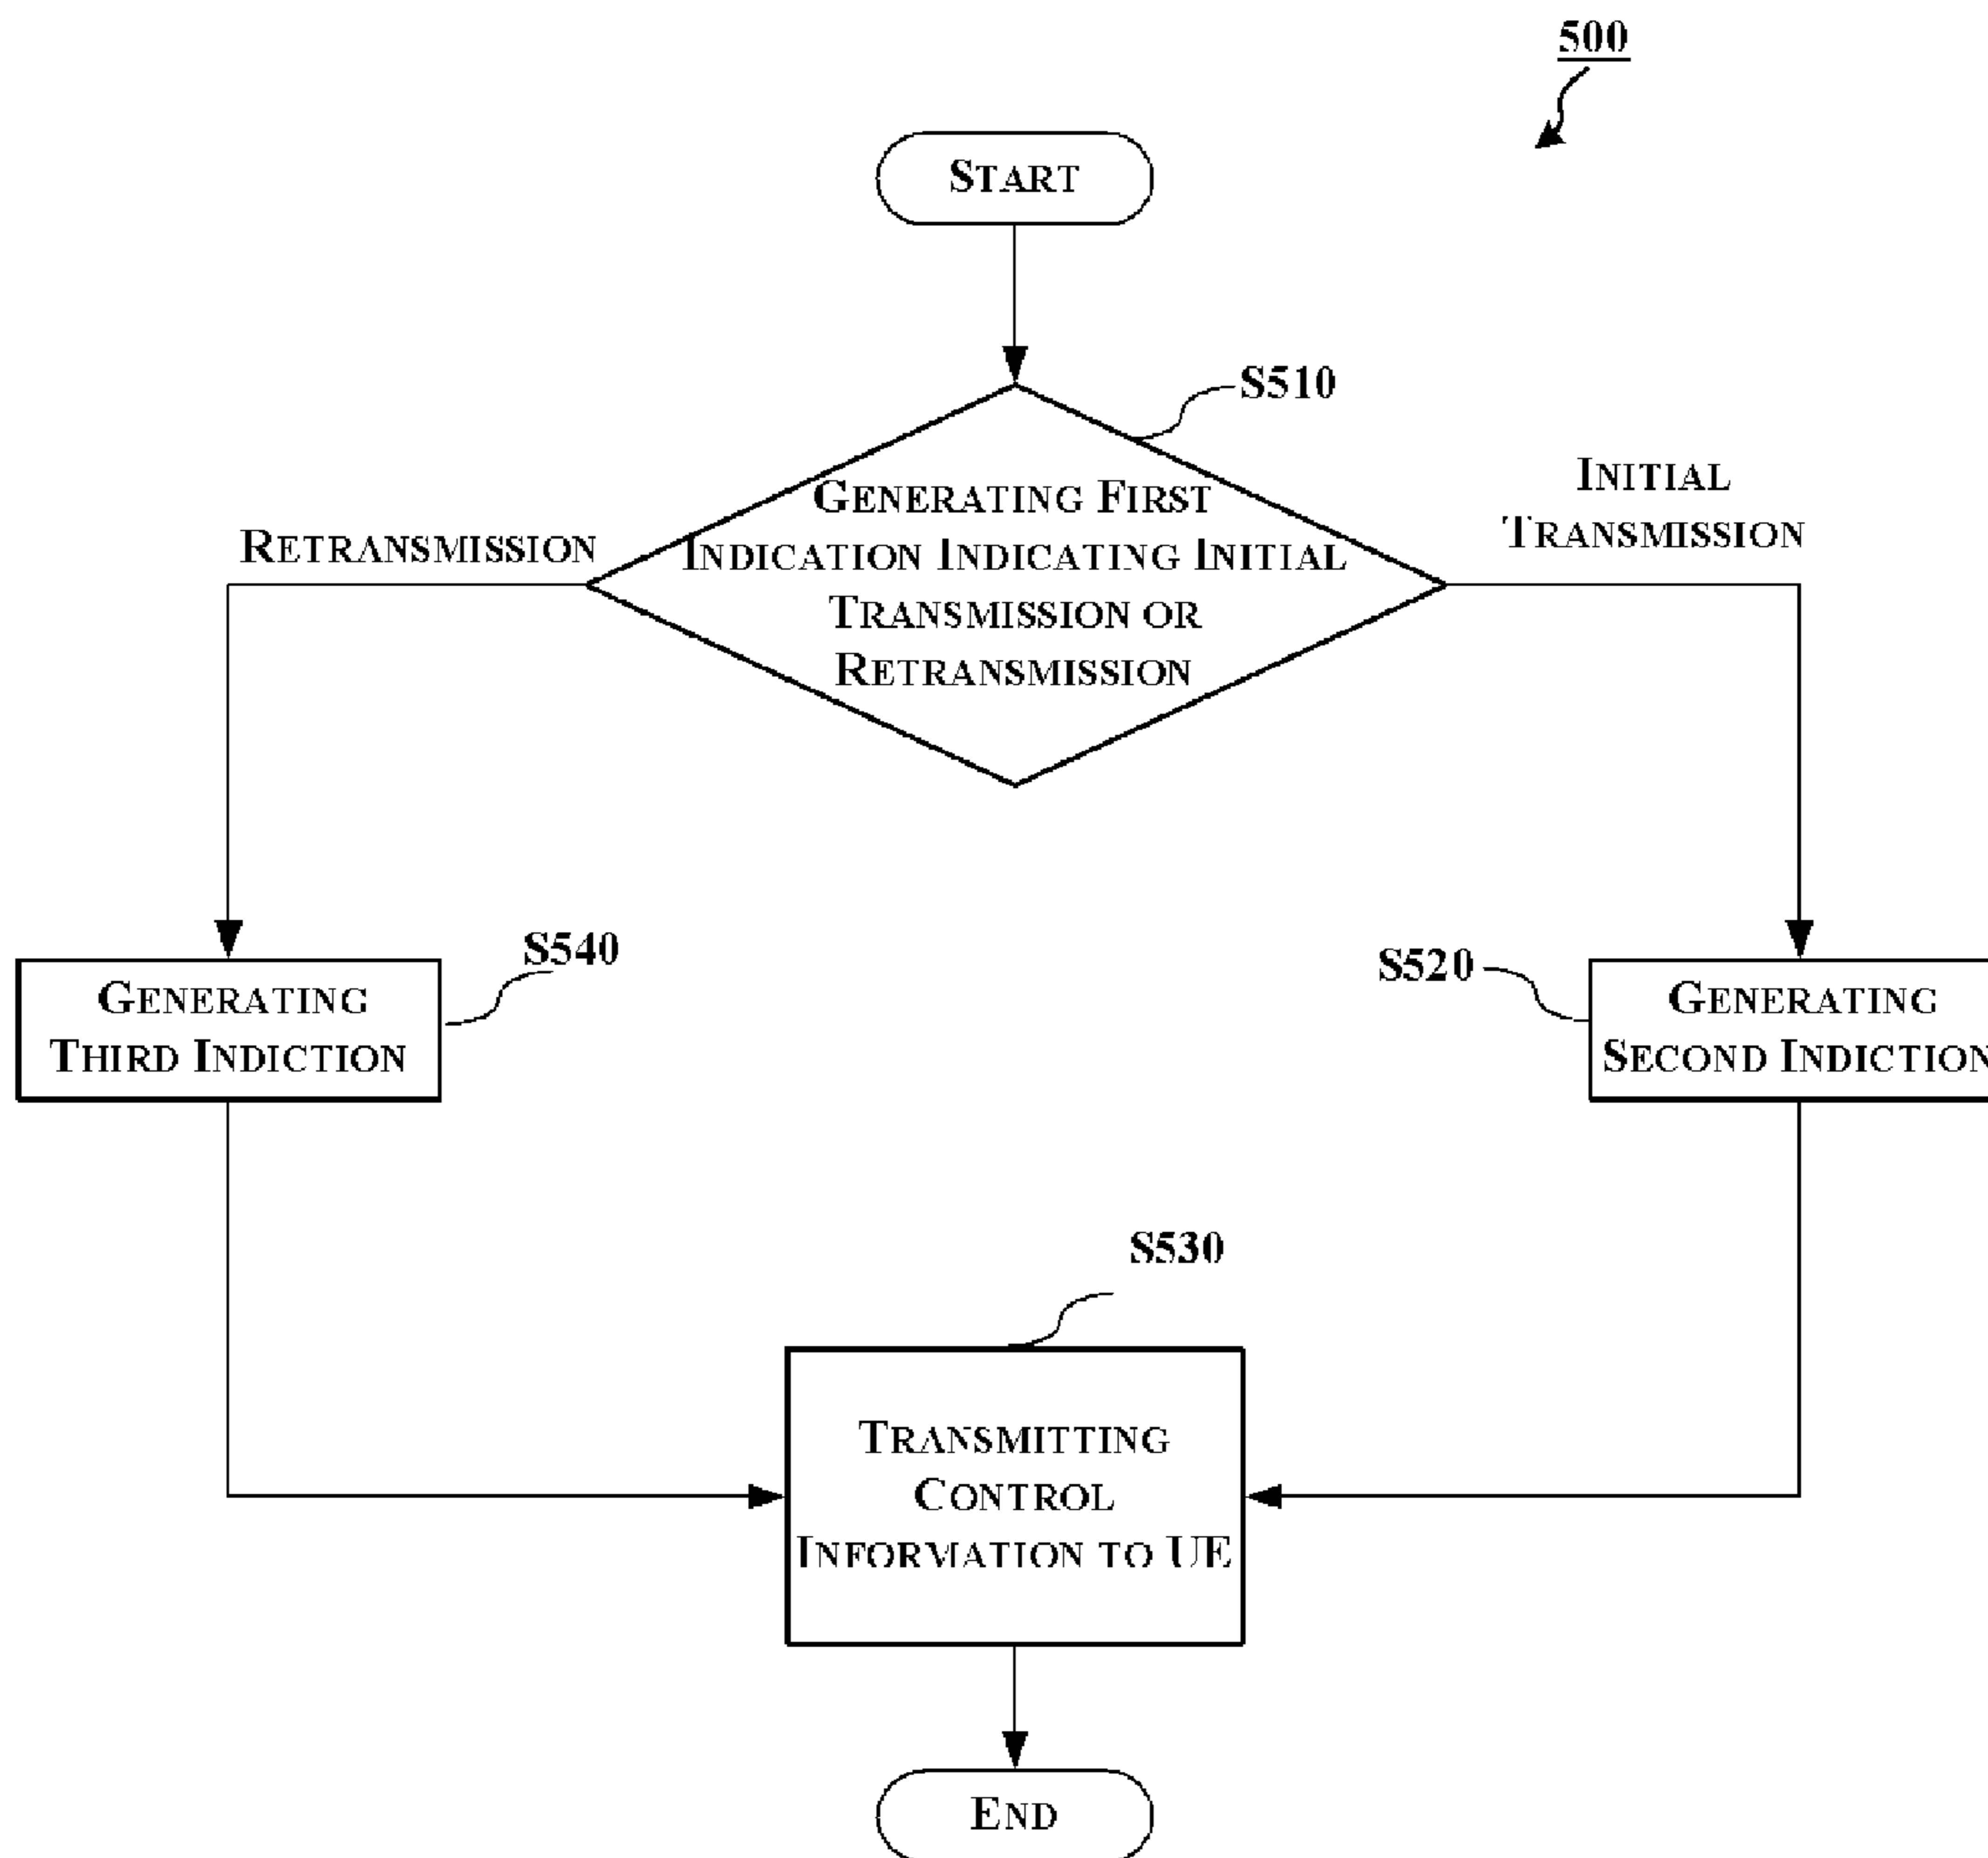 500
START
S510
GENERATING FIRST
INDICATION INDICATING INITIAL
TRANSMISSION OR
RETRANSMISSION
RETRANSMISSION
INITIAL
TRANSMISSION
S540
GENERATING
THIRD INDICTION
S520
GENERATING
SECOND INDICTION
S530
TRANSMITTING
CONTROL
INFORMATION TO UE
END